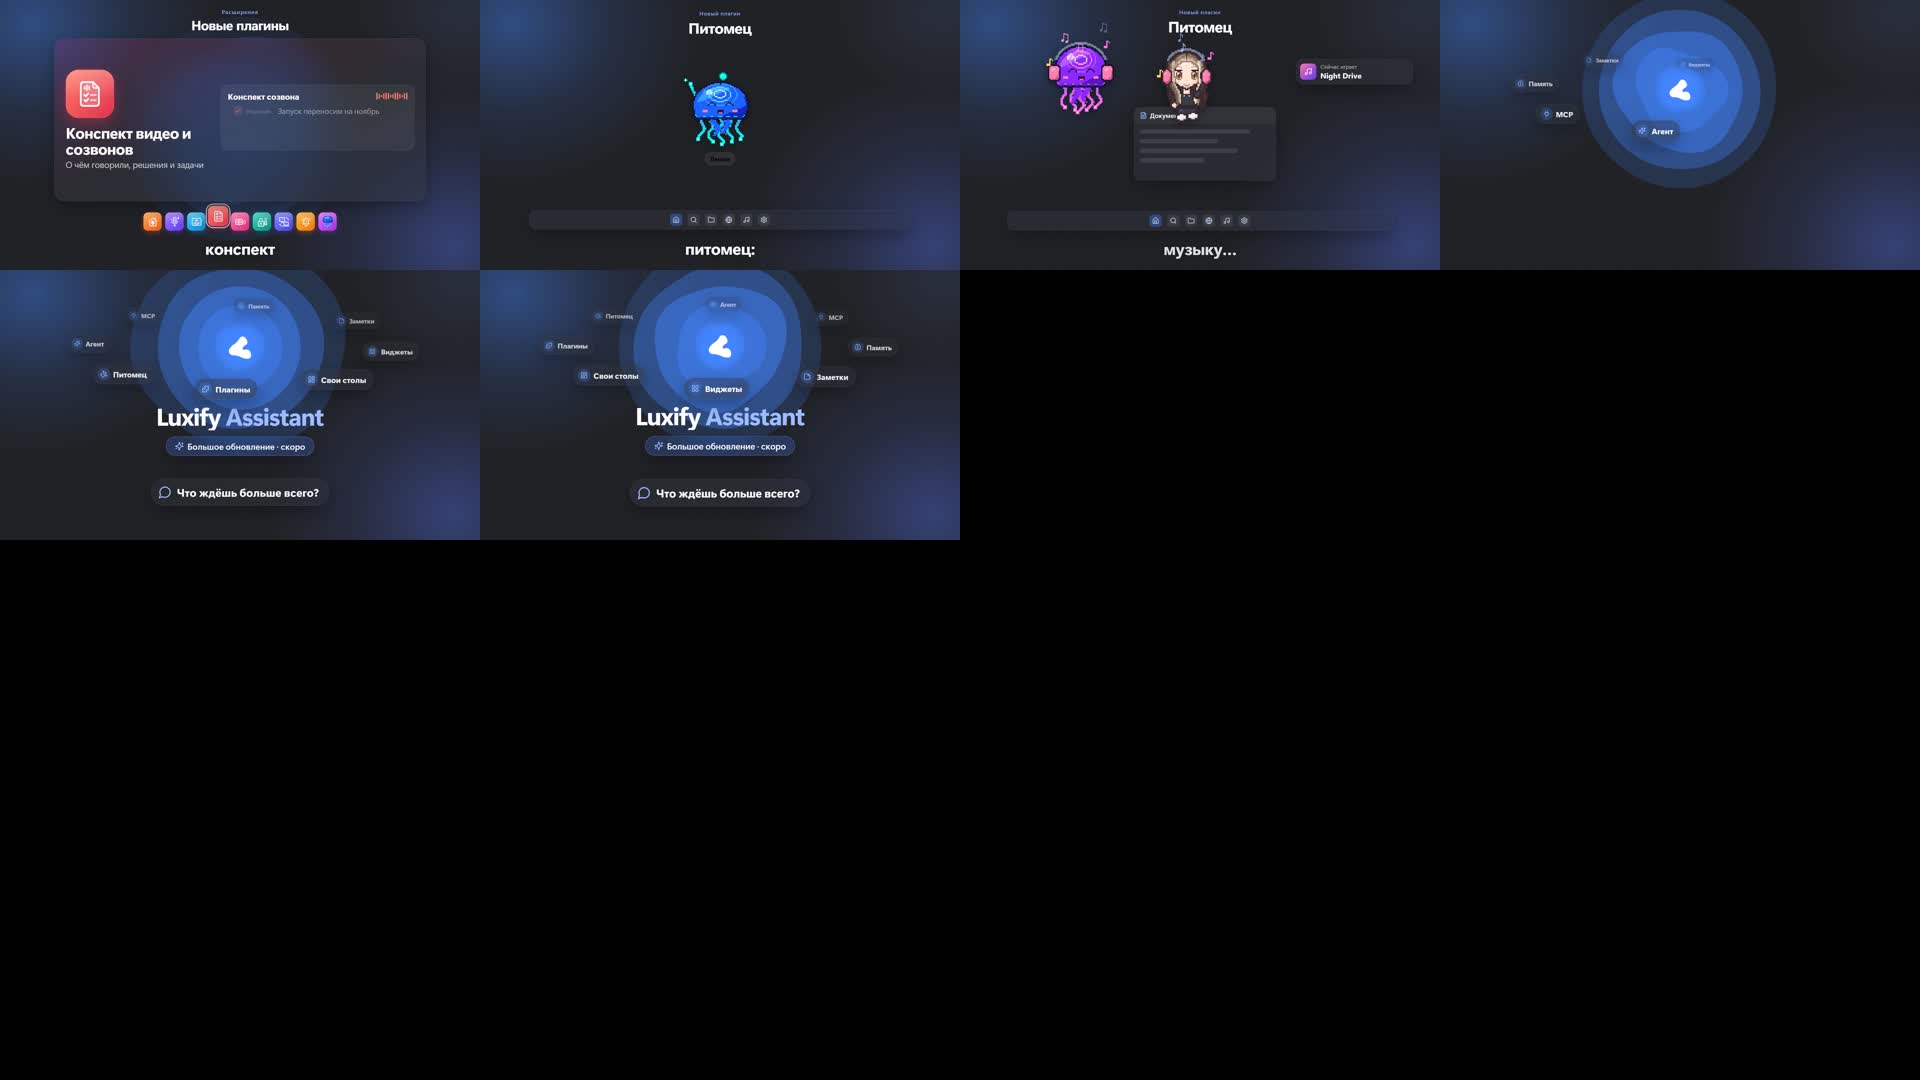 Расширения
Новые плагины
Конспект видео и
созвонов
О чём говорили, решения и задачи
Конспект созвона
Запуск переносим на ноябрь
конспект
Новый плагин
Питомец
питомец:
Новый плагин
Питомец
Сейчас играет
Night Drive
Докумен
музыку...
Заметки
Виджеты
Память
MCP
Агент
Память
MCP
Заметки
Агент
Виджеты
Питомец
Свои столы
Плагины
Luxify Assistant
Большое обновление · скоро
Что ждёшь больше всего?
Агент
Питомец
MCP
Плагины
Память
Свои столы
Заметки
Виджеты
Luxify Assistant
Большое обновление · скоро
Что ждёшь больше всего?